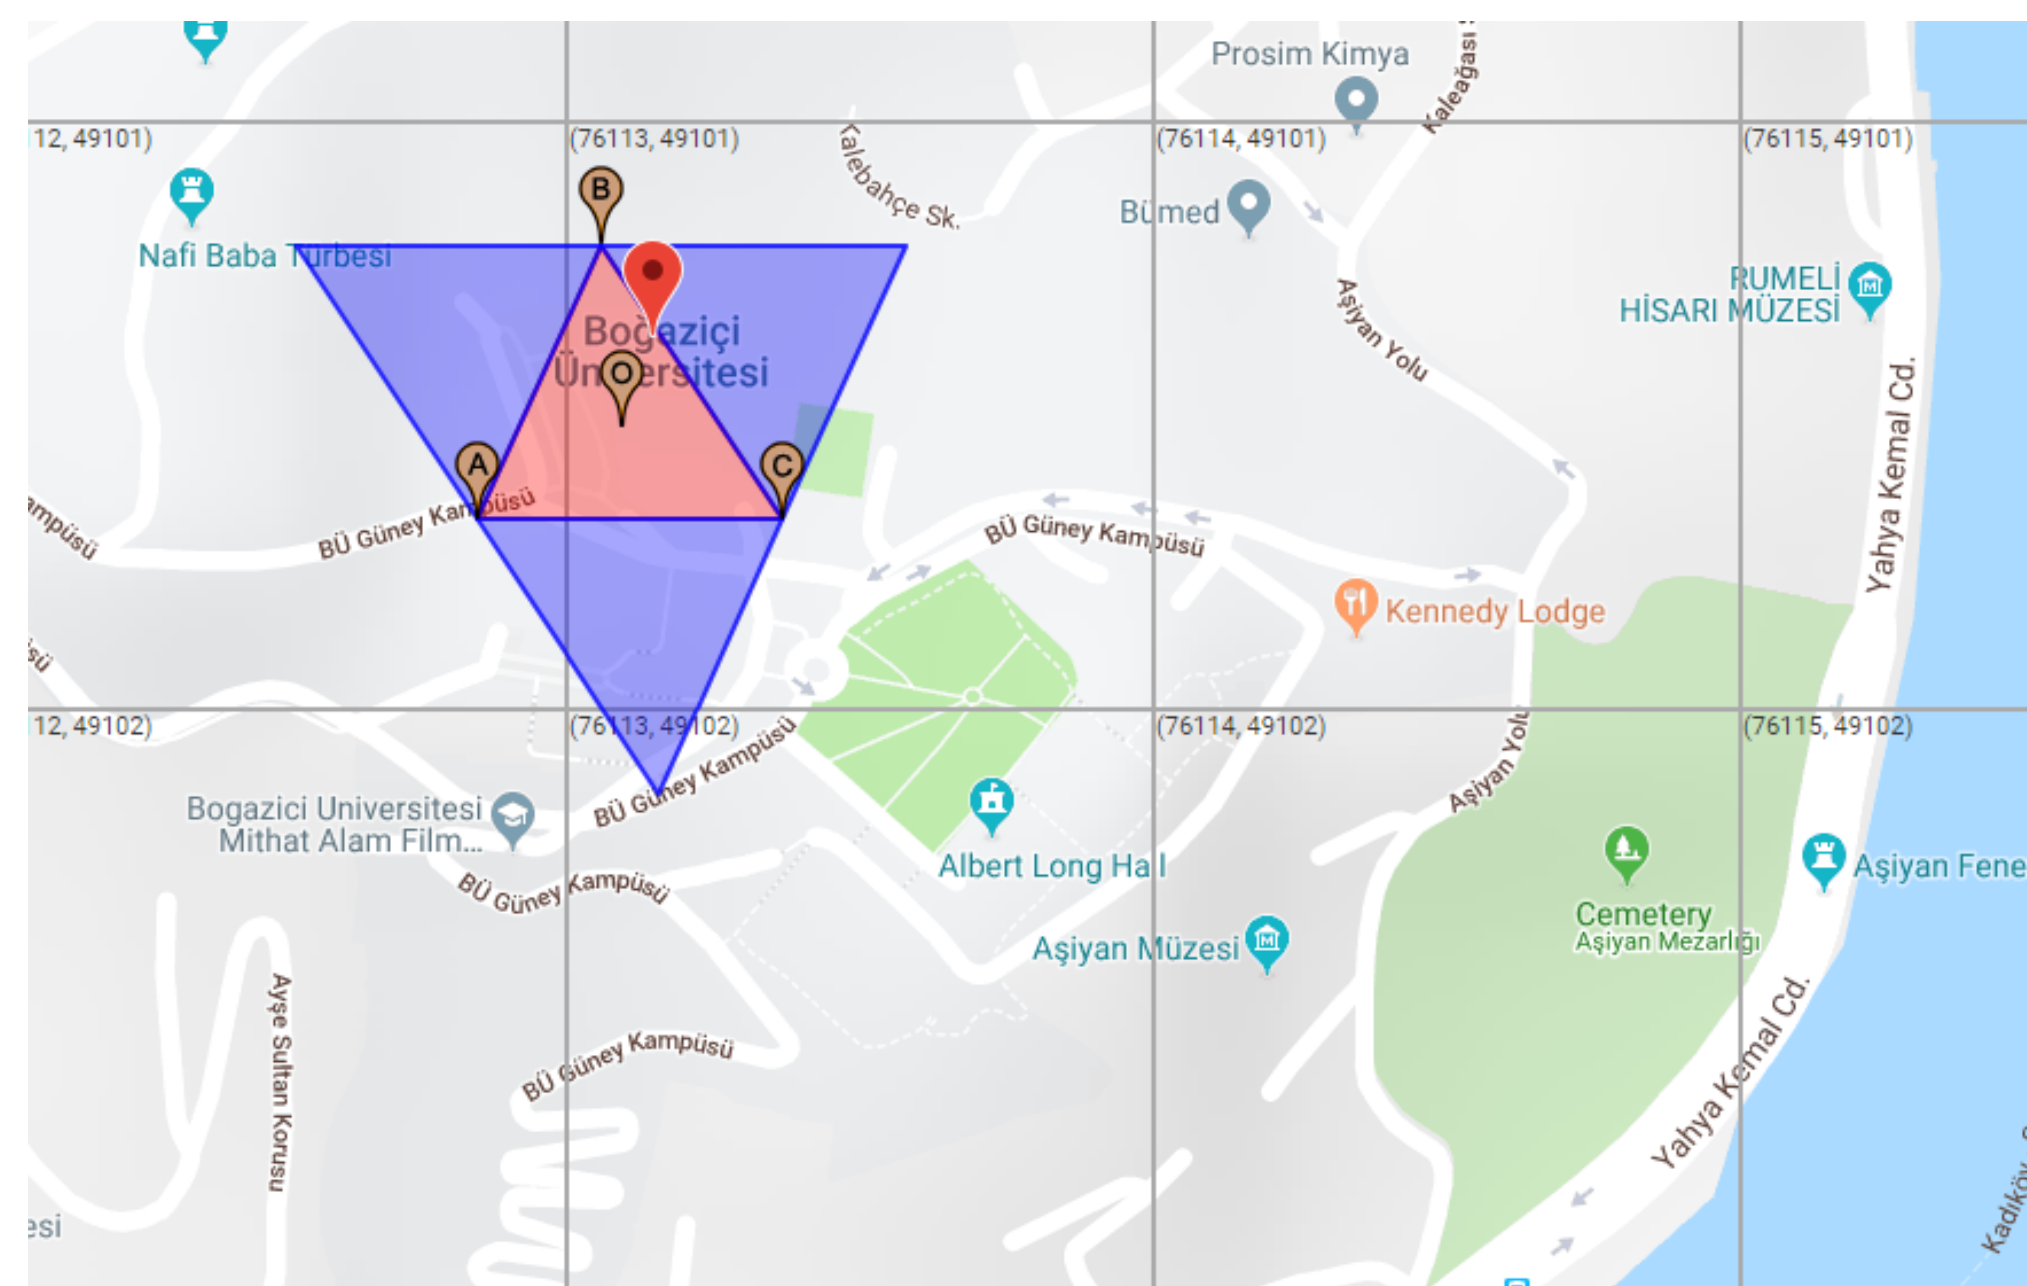 Prosim Kimya
Kaleağası S
12, 49101)
(76113, 49101)
(76114, 49101)
(76115, 49101)
Kalebahçe Sk.
B
Bümed
Nafi Baba Türbesi
RUMELİ
HİSARI MÜZESİ
Aşiyan Yolu
Boğaziçi
Üniversitesi
O
Yahya Kemal Cd.
A
C
BÜ Güney Kampüsü
ampüsü
BÜ Güney Kampüsü
Kennedy Lodge
sü
12, 49102)
(76113, 49102)
(76114, 49102)
(76115, 49102)
BÜ Güney Kampüsü
Aşiyan Yolu
Bogazici Universitesi
Mithat Alam Film...
Albert Long Hall
Aşiyan Fene
BÜ Güney Kampüsü
Cemetery
Aşiyan Mezarlığı
Aşiyan Müzesi
Ayşe Sultan Korusu
BÜ Güney Kampüsü
Yahya Kemal Cd.
esi
Kadıköy